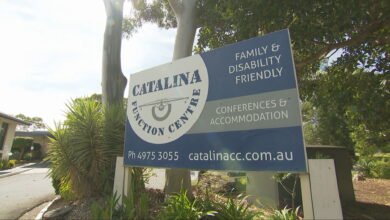 CATALINA
FUNCTION CENTRE
FAMILY &
DISABILITY
FRIENDLY
CONFERENCES &
ACCOMMODATION
Ph 4975 3055 catalinacc.com.au